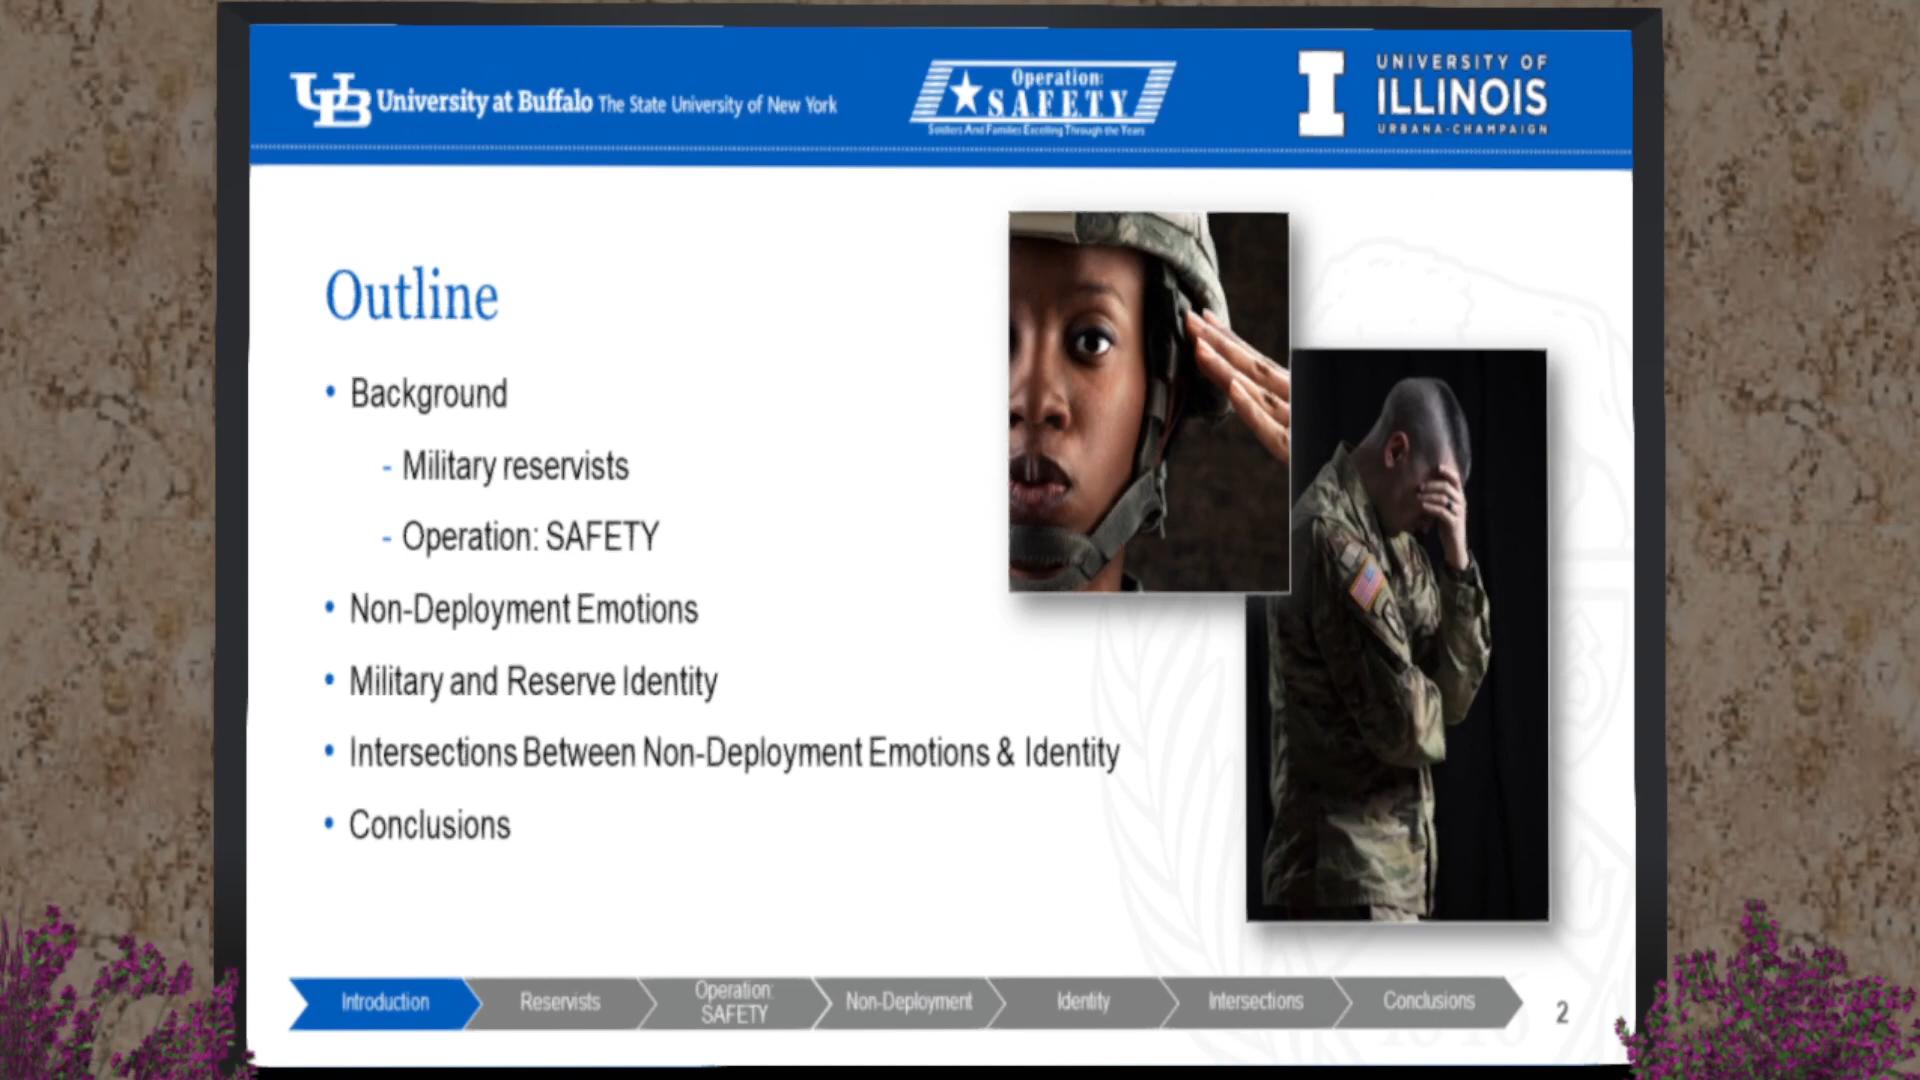 UB University at Buffalo The State University of New York
Operation:
SAFETY
Soldiers And Families Excelling Through the Years
I
UNIVERSITY OF
ILLINOIS
URBANA-CHAMPAIGN
Outline
• Background
- Military reservists
- Operation: SAFETY
• Non-Deployment Emotions
• Military and Reserve Identity
• Intersections Between Non-Deployment Emotions & Identity
• Conclusions
Introduction
Reservists
Operation:
SAFETY
Non-Deployment
Identity
Intersections
Conclusions
2